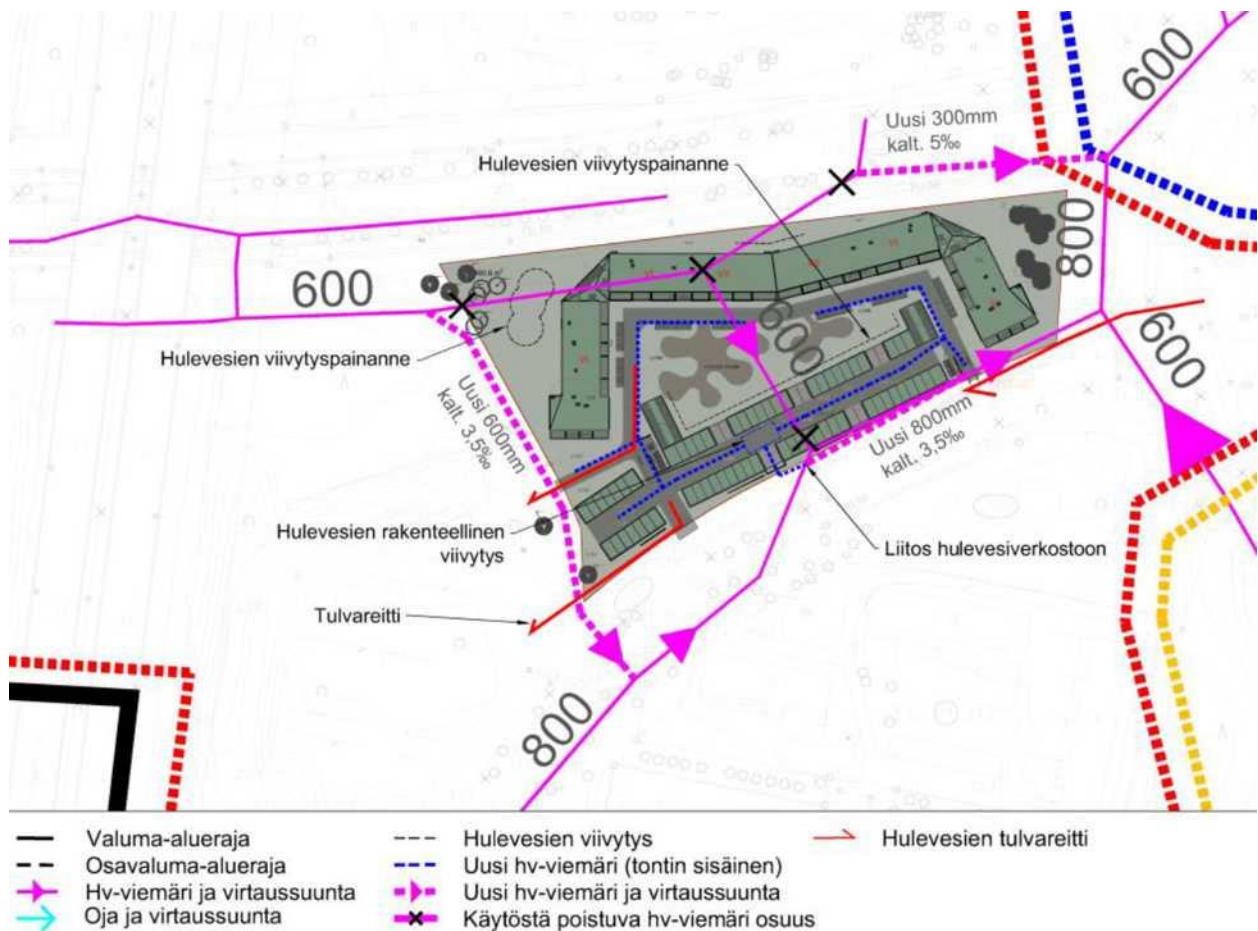 600
Uusi 300mm
kalt. 5‰
Hulevesien viivytyspainanne
800
600
600
Hulevesien viivytyspainanne
600
Uusi 600mm
kalt. 3,5‰
Uusi 800mm
kalt. 3,5‰
Hulevesien rakenteellinen
viivytys
Liitos hulevesiverkostoon
Tulvareitti
800
Valuma-alueraja
Osavaluma-alueraja
Hv-viemäri ja virtaussuunta
Oja ja virtaussuunta
Hulevesien viivytys
Uusi hv-viemäri (tontin sisäinen)
Uusi hv-viemäri ja virtaussuunta
Käytöstä poistuva hv-viemäri osuus
Hulevesien tulvareitti